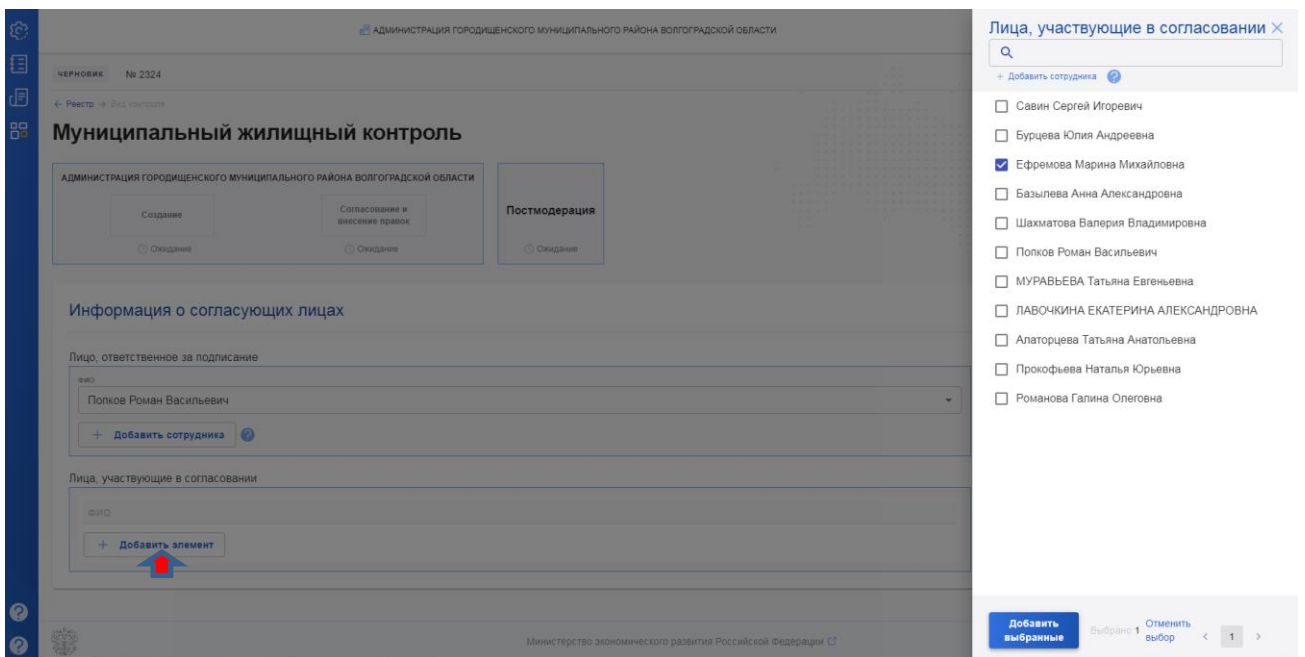 АДМИНИСТРАЦИЯ ГОРОДИЩЕНСКОГО МУНИЦИПАЛЬНОГО РАЙОНА ВОЛГОГРАДСКОЙ ОБЛАСТИ
ЧЕРНОВИК № 2324
← Реестр → Вид контроля
Муниципальный жилищный контроль
АДМИНИСТРАЦИЯ ГОРОДИЩЕНСКОГО МУНИЦИПАЛЬНОГО РАЙОНА ВОЛГОГРАДСКОЙ ОБЛАСТИ
Создание
Ожидание
Согласование и
внесение правок
Ожидание
Постмодерация
Ожидание
Информация о согласующих лицах
Лицо, ответственное за подписание
ФИО
Попков Роман Васильевич
+ Добавить сотрудника
Лица, участвующие в согласовании
ФИО
+ Добавить элемент
Министерство экономического развития Российской Федерации
Лица, участвующие в согласовании
+ Добавить сотрудника
Савин Сергей Игоревич
Бурцева Юлия Андреевна
Ефремова Марина Михайловна
Базылева Анна Александровна
Шахматова Валерия Владимировна
Попков Роман Васильевич
МУРАВЬЕВА Татьяна Евгеньевна
ЛАВОЧКИНА ЕКАТЕРИНА АЛЕКСАНДРОВНА
Алаторцева Татьяна Анатольевна
Прокофьева Наталья Юрьевна
Романова Галина Олеговна
Добавить
выбранные
Выбрано 1
Отменить
выбор
< 1 >